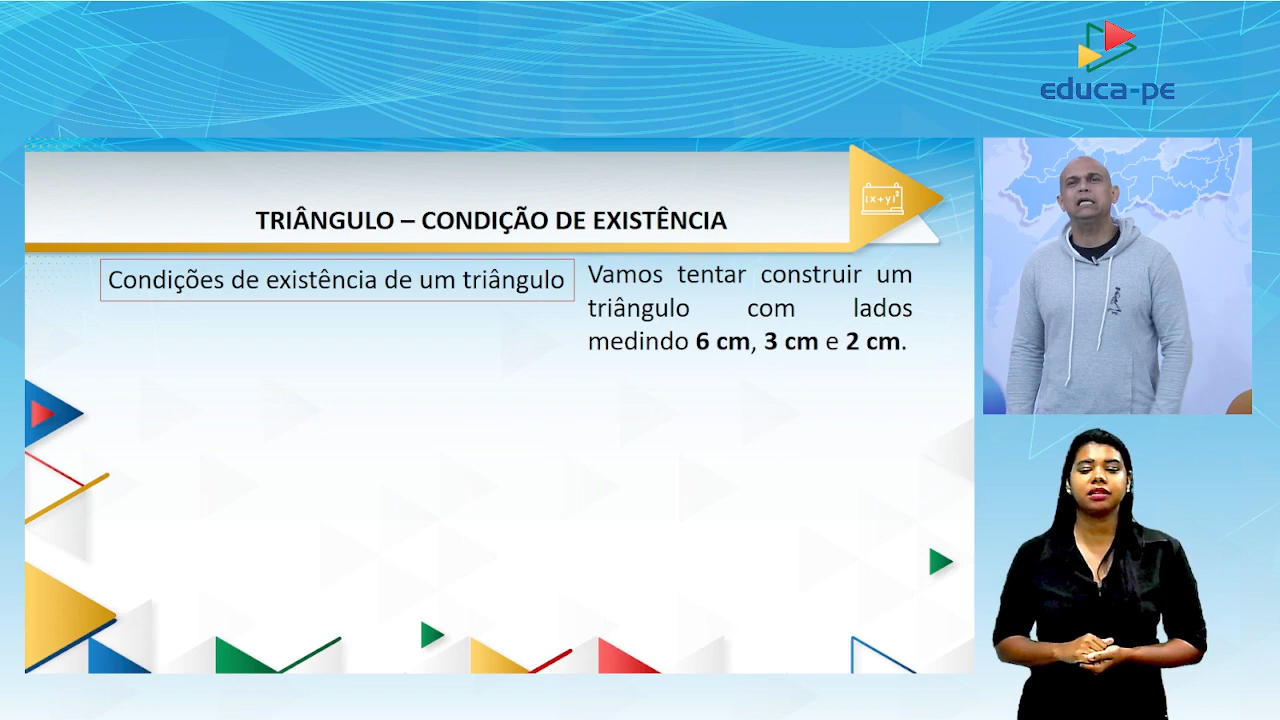 educa-pe
(x+y)²
TRIÂNGULO – CONDIÇÃO DE EXISTÊNCIA
Condições de existência de um triângulo
Vamos tentar construir um
triângulo com lados
medindo 6 cm, 3 cm e 2 cm.